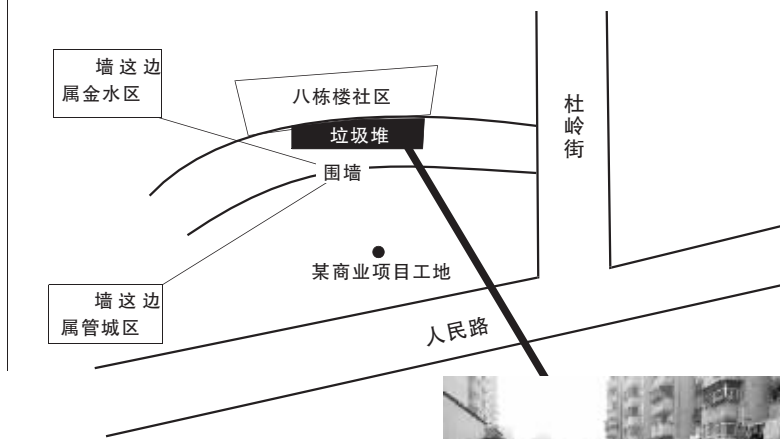 墙这边
属金水区
八栋楼社区
垃圾堆
围墙
杜岭街
某商业项目工地
墙这边
属管城区
人民路